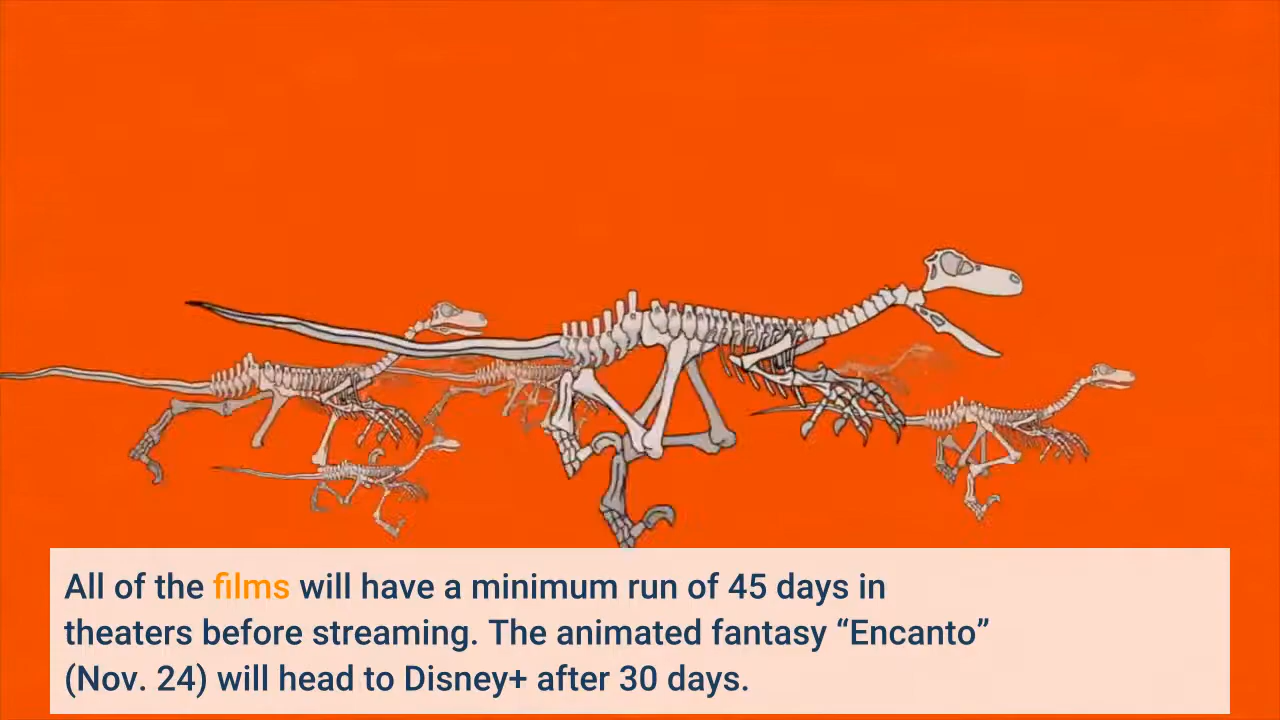 All of the films will have a minimum run of 45 days in
theaters before streaming. The animated fantasy “Encanto”
(Nov. 24) will head to Disney+ after 30 days.